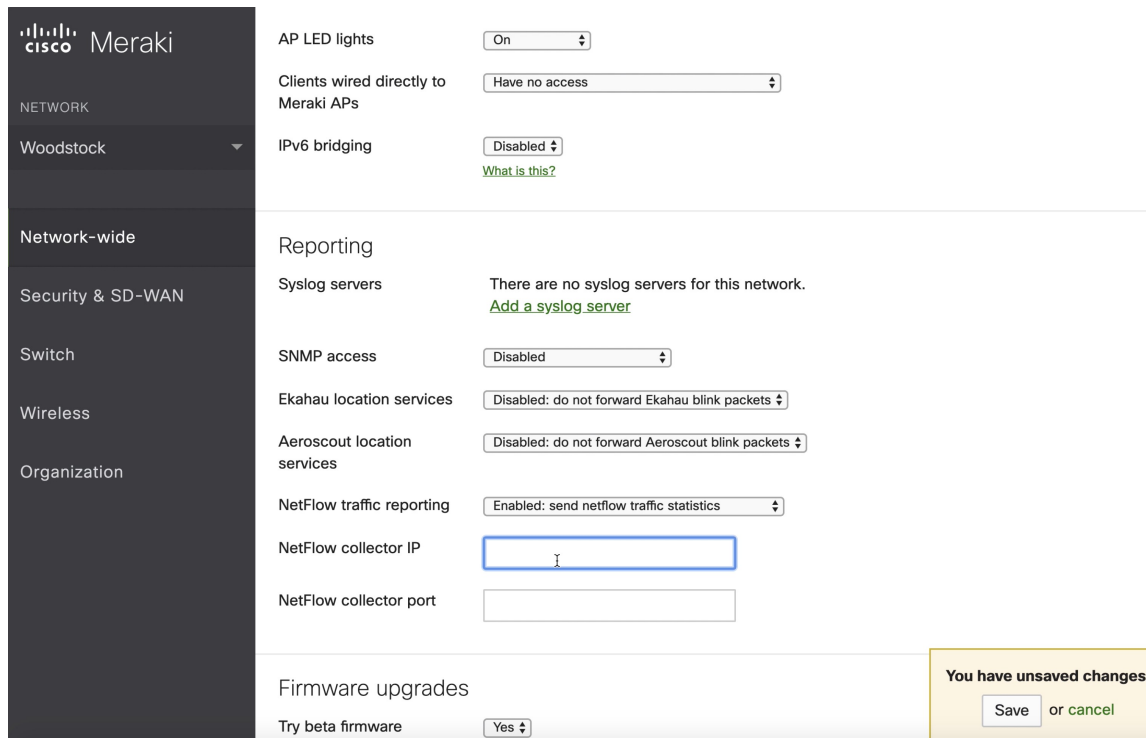 cisco Meraki
NETWORK
Woodstock
Network-wide
Security & SD-WAN
Switch
Wireless
Organization
AP LED lights
On
Clients wired directly to
Meraki APs
Have no access
IPv6 bridging
Disabled
What is this?
Reporting
Syslog servers
There are no syslog servers for this network.
Add a syslog server
SNMP access
Disabled
Ekahau location services
Disabled: do not forward Ekahau blink packets
Aeroscout location
services
Disabled: do not forward Aeroscout blink packets
NetFlow traffic reporting
Enabled: send netflow traffic statistics
NetFlow collector IP
NetFlow collector port
Firmware upgrades
Try beta firmware
Yes
You have unsaved changes
Save or cancel